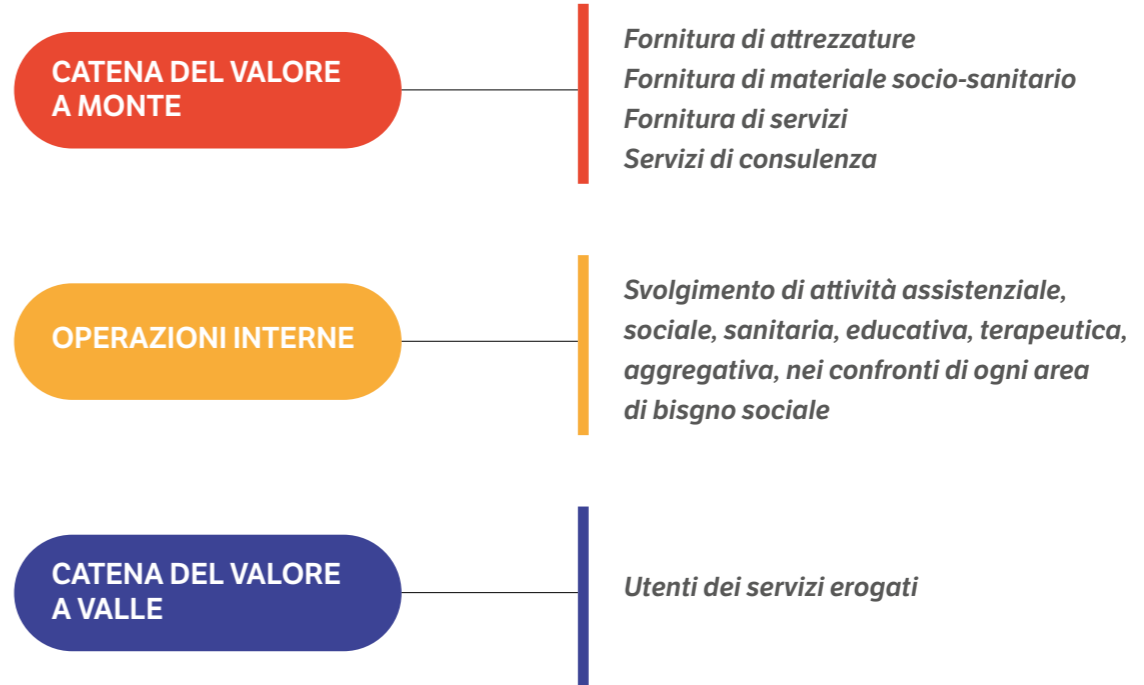 CATENA DEL VALORE
A MONTE
Fornitura di attrezzature
Fornitura di materiale socio-sanitario
Fornitura di servizi
Servizi di consulenza
OPERAZIONI INTERNE
Svolgimento di attività assistenziale,
sociale, sanitaria, educativa, terapeutica,
aggregativa, nei confronti di ogni area
di bisgno sociale
CATENA DEL VALORE
A VALLE
Utenti dei servizi erogati